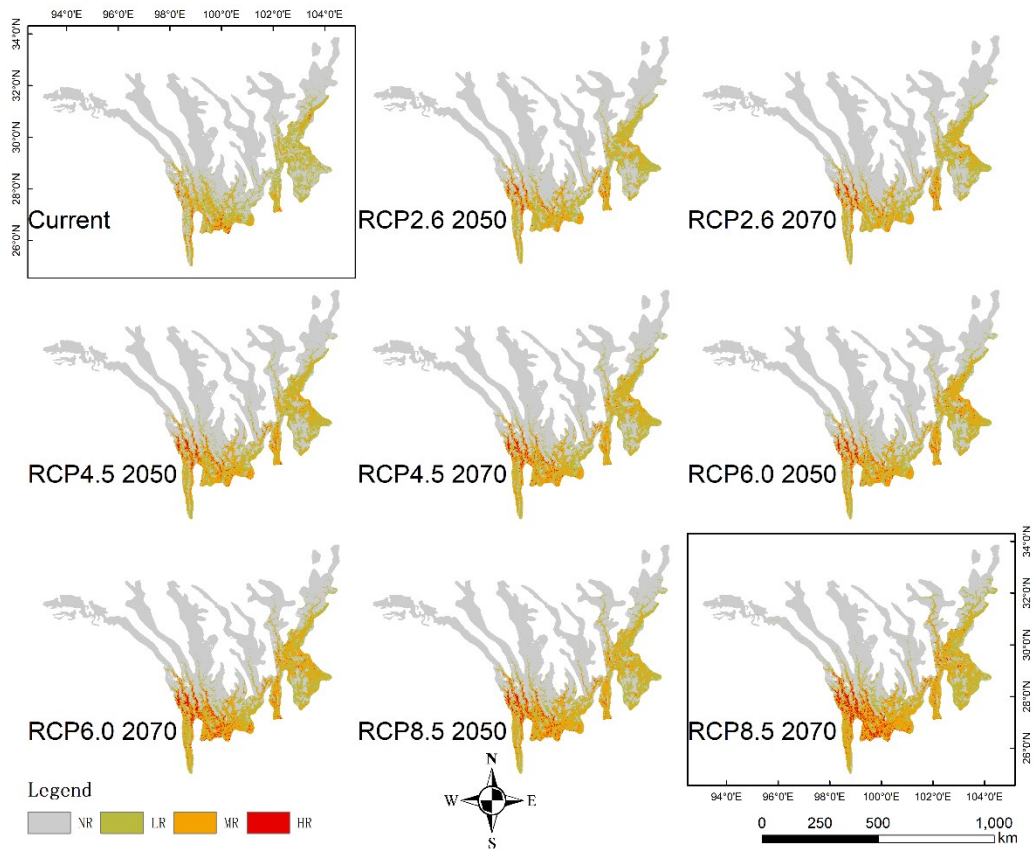 94°0'E 96°0'E 98°0'E 100°0'E 102°0'E 104°0'E
34°0'N
32°0'N
30°0'N
28°0'N
26°0'N
Current
RCP2.6 2050
RCP2.6 2070
RCP4.5 2050
RCP4.5 2070
RCP6.0 2050
RCP6.0 2070
RCP8.5 2050
RCP8.5 2070
34°0'N
32°0'N
30°0'N
28°0'N
26°0'N
94°0'E 96°0'E 98°0'E 100°0'E 102°0'E 104°0'E
Legend
NR LR MR HR
N
W E
S
0 250 500 1,000
km